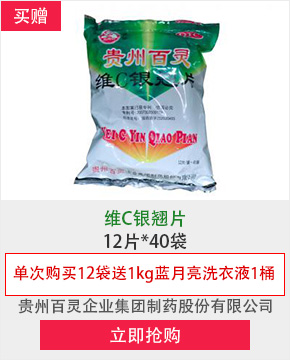 买赠
贵州百灵
维C银翘片
WEI C YIN QIAO PIAN
维C银翘片
12片*40袋
单次购买12袋送1kg蓝月亮洗衣液1桶
贵州百灵企业集团制药股份有限公司
立即抢购